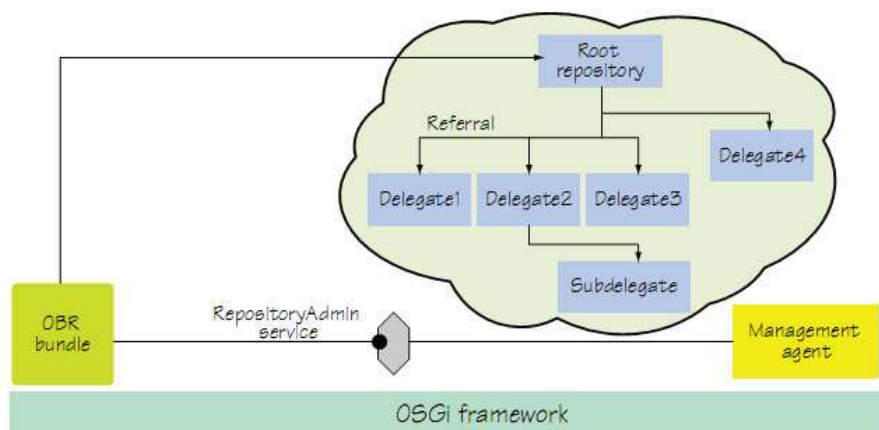 Root
repository
Referral
Delegate4
Delegate1
Delegate2
Delegate3
Subdelegate
OBR
bundle
RepositoryAdmin
service
Management
agent
OSGi framework